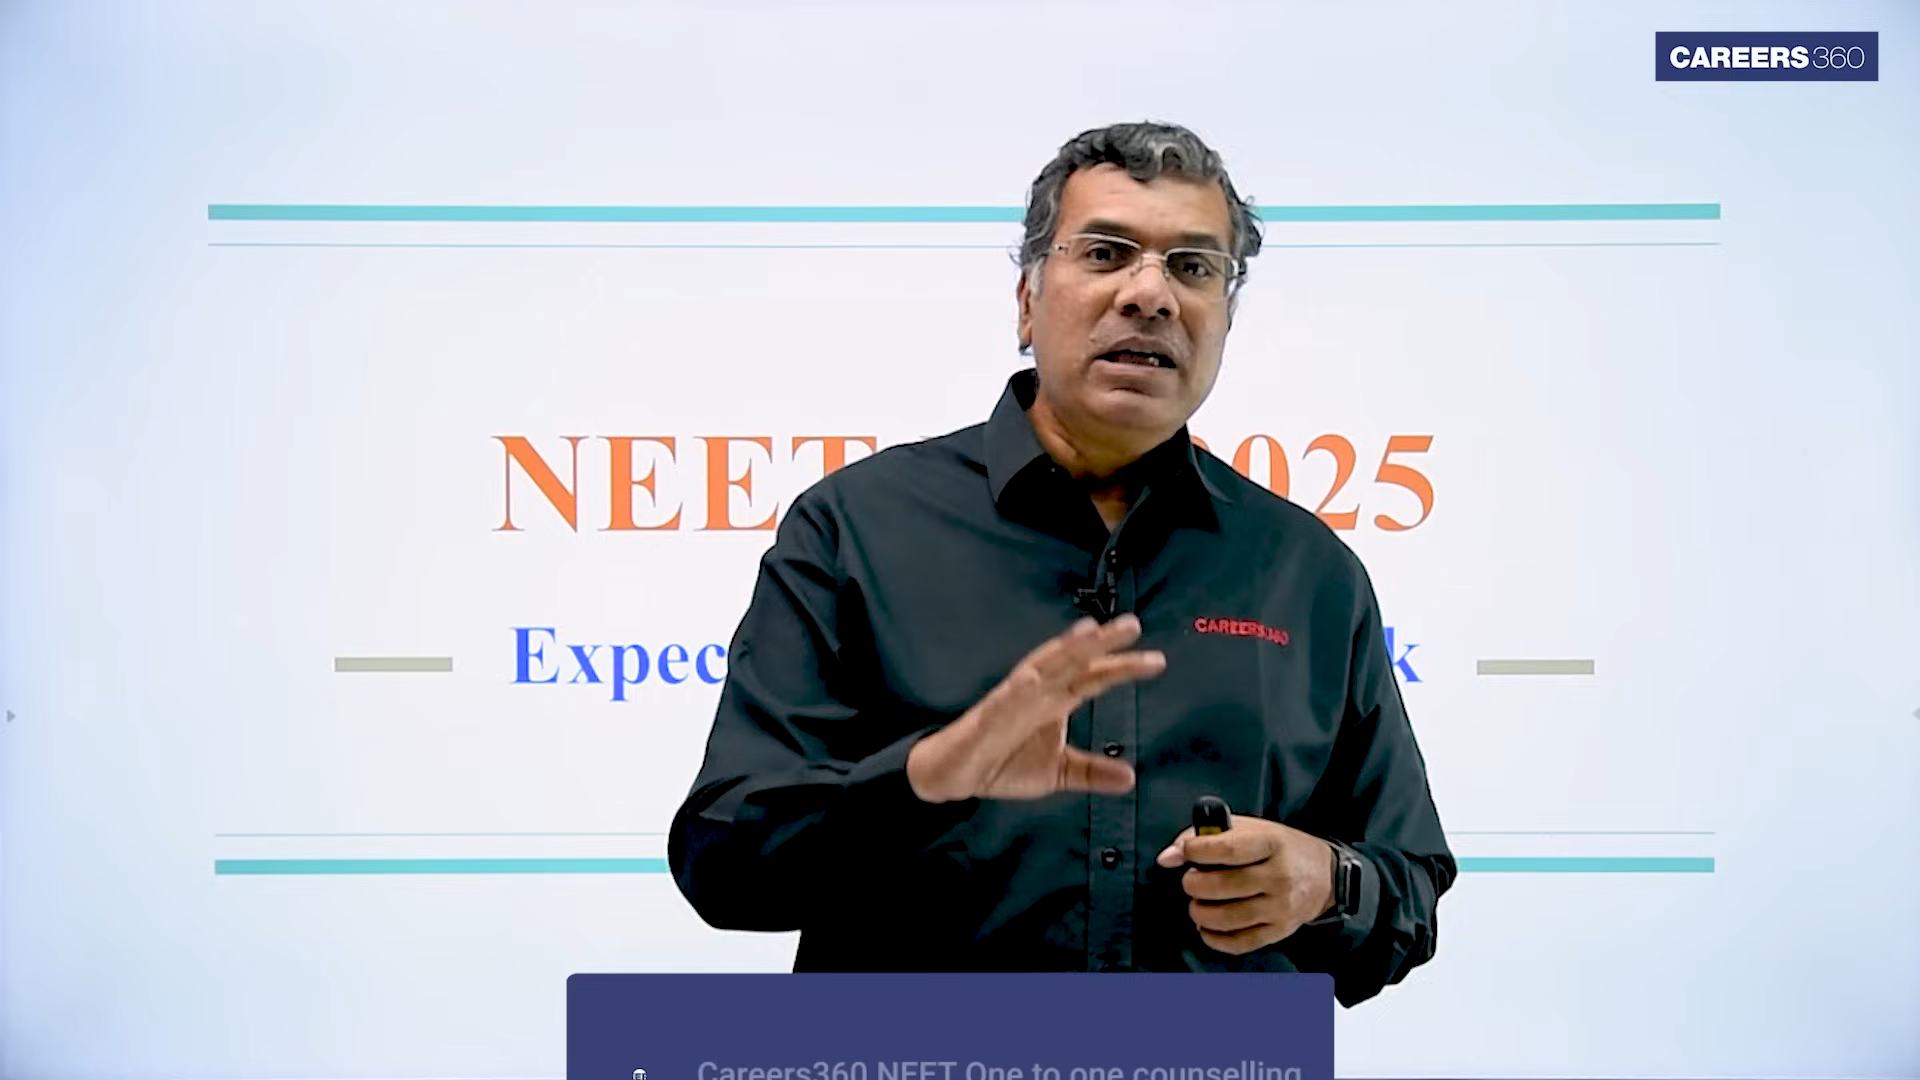 CAREERS360
NEET 2025
CAREERS360
Expec k
Careers360 NEET One to one counselling